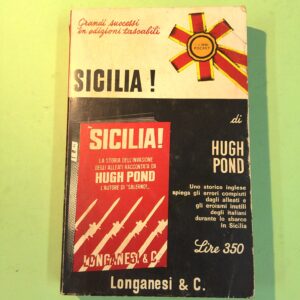 Grandi successi
in edizioni tascabili
POCKET
SICILIA !
di
HUGH
POND
Uno storico inglese
spiega gli errori compiuti
dagli alleati e
gli eroismi inutili
degli italiani
durante lo sbarco
in Sicilia
Lire 350
SICILIA!
LA STORIA DELL'INVASIONE
DEGLI ALLEATI RACCONTATA DA
HUGH POND
L'AUTORE DI "SALERNO!"
LONGANESI & C.
Longanesi & C.